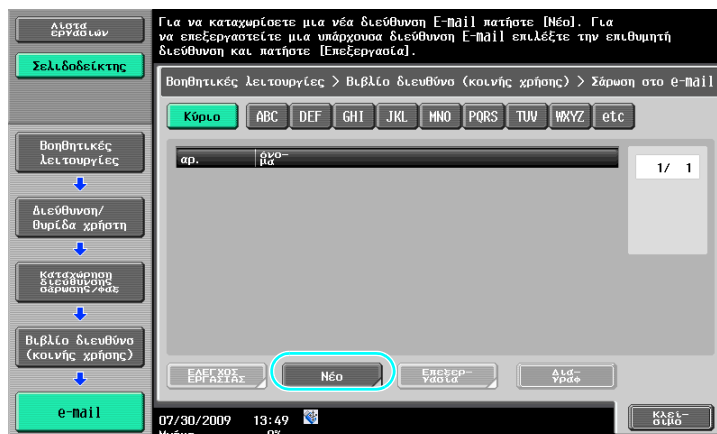 Λίστα
εργασιών
Σελιδοδείκτης
Για να καταχωρίσετε μια νέα διεύθυνση E-mail πατήστε [Νέο]. Για
να επεξεργαστείτε μια υπάρχουσα διεύθυνση E-mail επιλέξτε την επιθυμητή
διεύθυνση και πατήστε [Επεξεργασία].
Βοηθητικές λειτουργίες > Βιβλίο διευθύνσ (κοινής χρήσης) > Σάρωση στο e-mail
Κύριο ABC DEF GHI JKL MNO PQRS TUV WXYZ etc
αρ. όνο-
μα
1/ 1
Βοηθητικές
λειτουργίες
Διεύθυνση/
Θυρίδα χρήστη
Καταχώρηση
διεύθυνσης
σάρωσης/φαξ
Βιβλίο διευθύνσ
(κοινής χρήσης)
e-mail
ΕΛΕΓΧΟΣ
ΕΡΓΑΣΙΑΣ
Νέο
Επεξερ-
γασία
Δια-
γραφ
07/30/2009 13:49
Μνήμη 0%
Κλεί-
σιμο